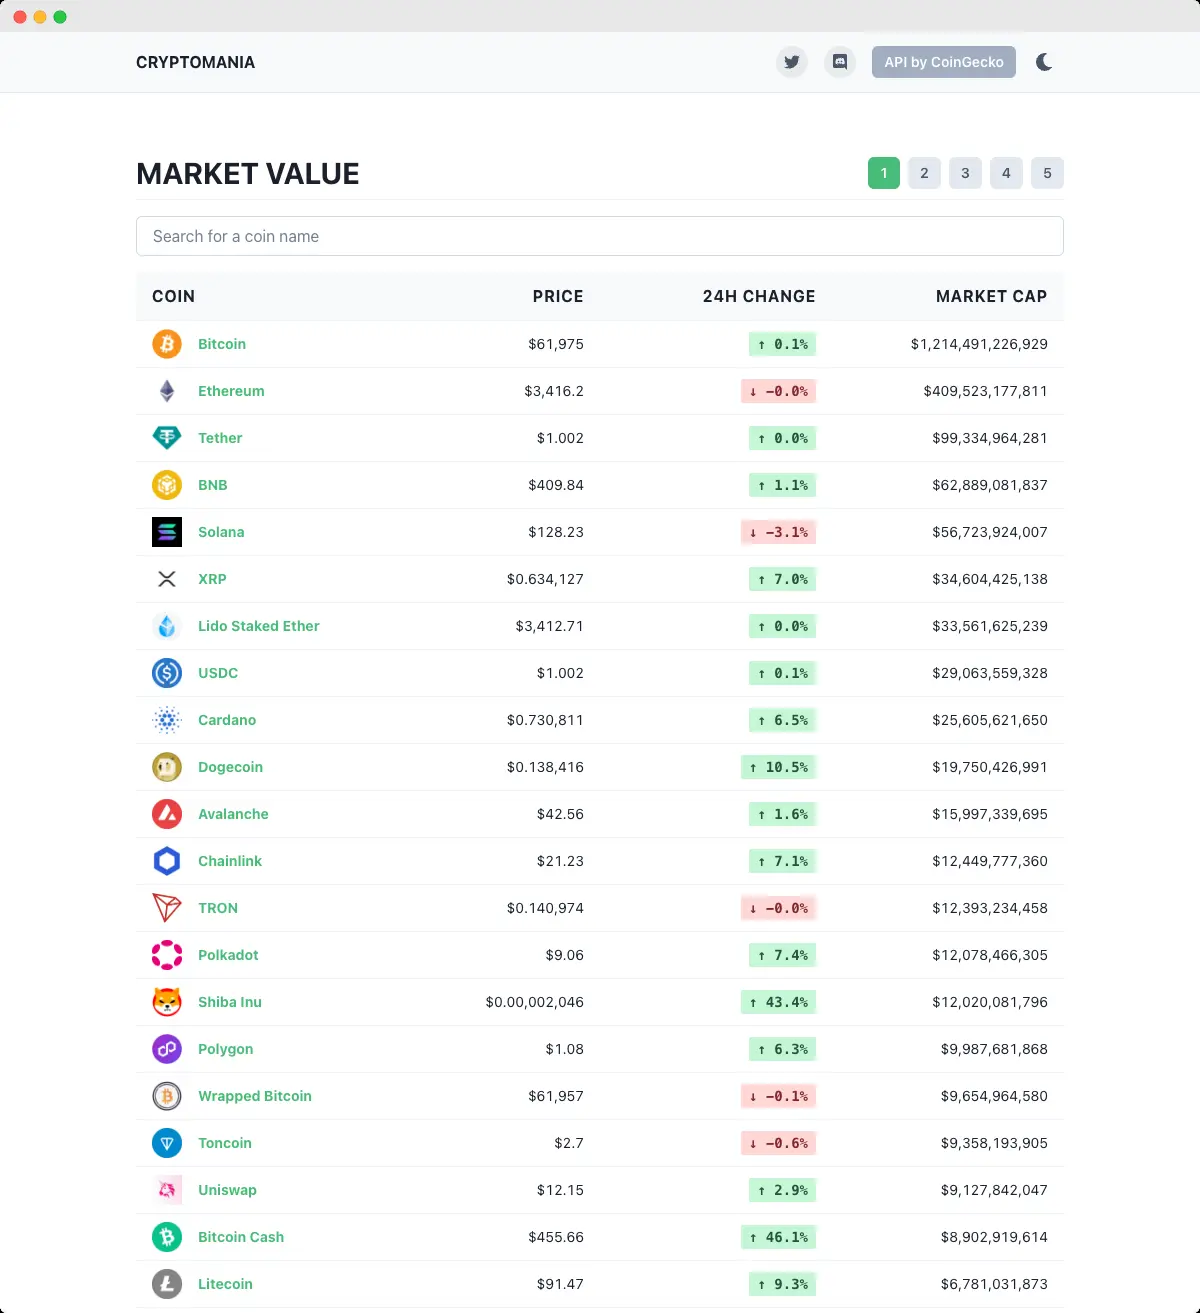 CRYPTOMANIA API by CoinGecko
MARKET VALUE 1 2 3 4 5
Search for a coin name
COIN PRICE 24H CHANGE MARKET CAP
Bitcoin $61,975 ↑ 0.1% $1,214,491,226,929
Ethereum $3,416.2 ↓ −0.0% $409,523,177,811
Tether $1.002 ↑ 0.0% $99,334,964,281
BNB $409.84 ↑ 1.1% $62,889,081,837
Solana $128.23 ↓ −3.1% $56,723,924,007
XRP $0.634,127 ↑ 7.0% $34,604,425,138
Lido Staked Ether $3,412.71 ↑ 0.0% $33,561,625,239
USDC $1.002 ↑ 0.1% $29,063,559,328
Cardano $0.730,811 ↑ 6.5% $25,605,621,650
Dogecoin $0.138,416 ↑ 10.5% $19,750,426,991
Avalanche $42.56 ↑ 1.6% $15,997,339,695
Chainlink $21.23 ↑ 7.1% $12,449,777,360
TRON $0.140,974 ↓ −0.0% $12,393,234,458
Polkadot $9.06 ↑ 7.4% $12,078,466,305
Shiba Inu $0.00,002,046 ↑ 43.4% $12,020,081,796
Polygon $1.08 ↑ 6.3% $9,987,681,868
Wrapped Bitcoin $61,957 ↓ −0.1% $9,654,964,580
Toncoin $2.7 ↓ −0.6% $9,358,193,905
Uniswap $12.15 ↑ 2.9% $9,127,842,047
Bitcoin Cash $455.66 ↑ 46.1% $8,902,919,614
Litecoin $91.47 ↑ 9.3% $6,781,031,873